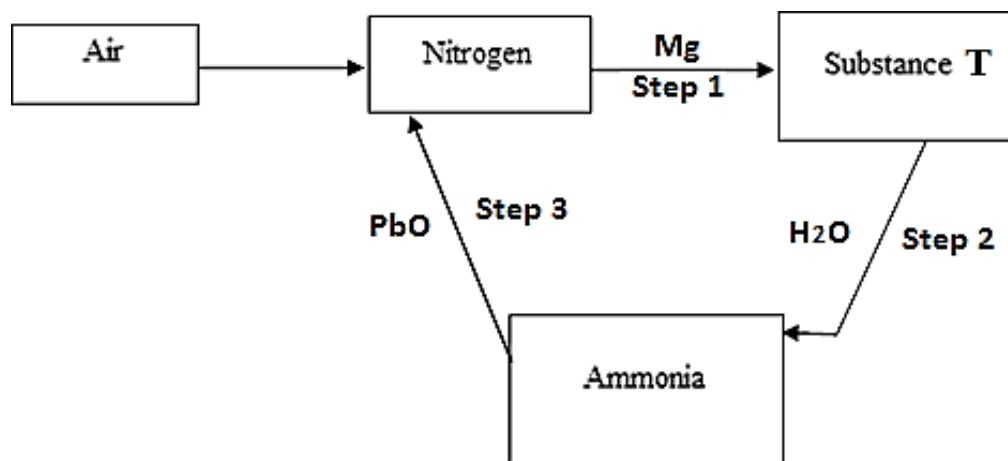 Air
Nitrogen
Mg
Step 1
Substance T
PbO
Step 3
H2O
Step 2
Ammonia